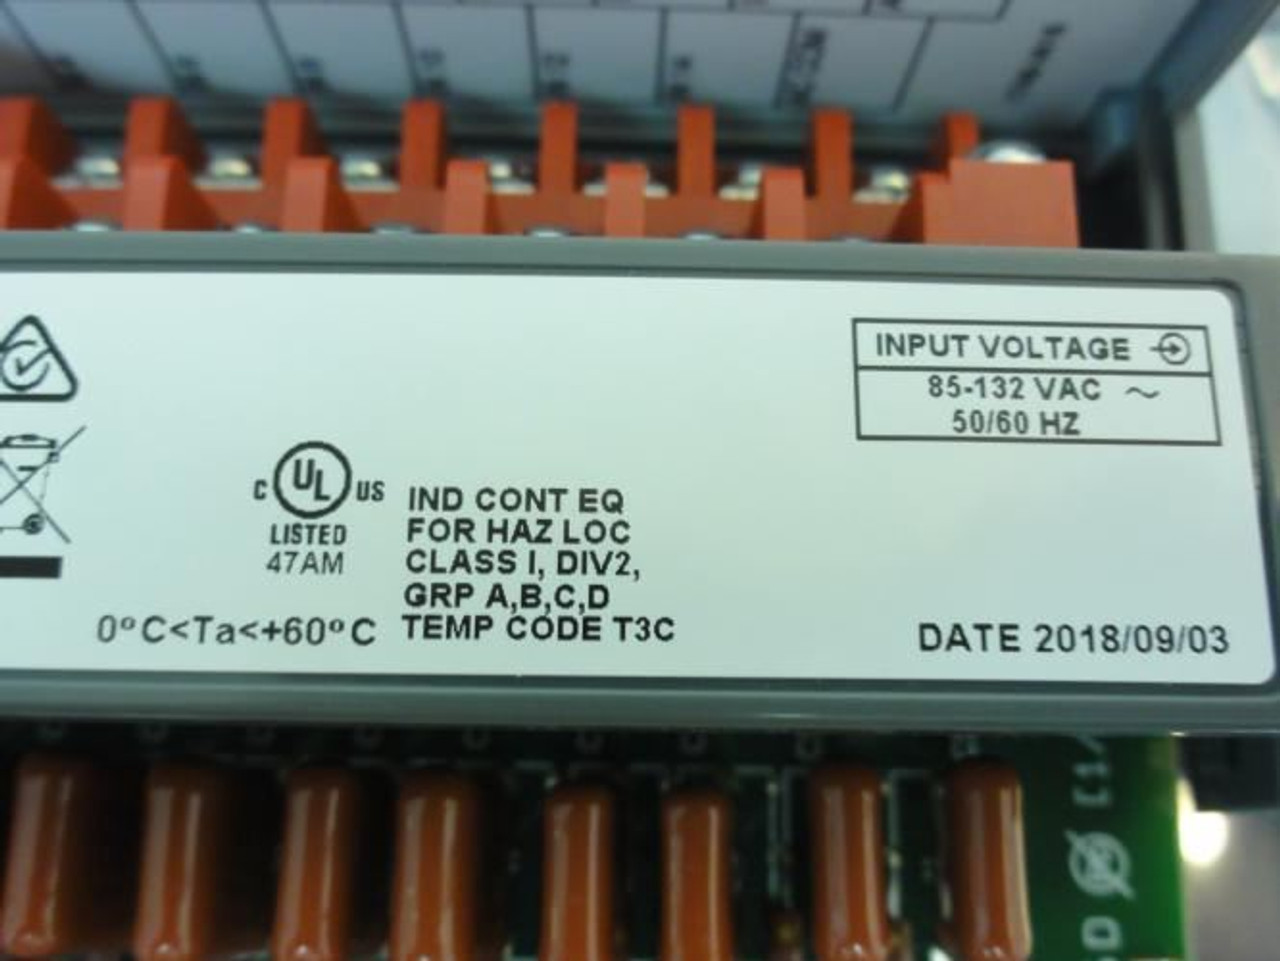 INPUT VOLTAGE
85-132 VAC ~
50/60 HZ
C UL US
LISTED
47AM
IND CONT EQ
FOR HAZ LOC
CLASS I, DIV2,
GRP A,B,C,D
TEMP CODE T3C
0°C<Ta<+60°C
DATE 2018/09/03